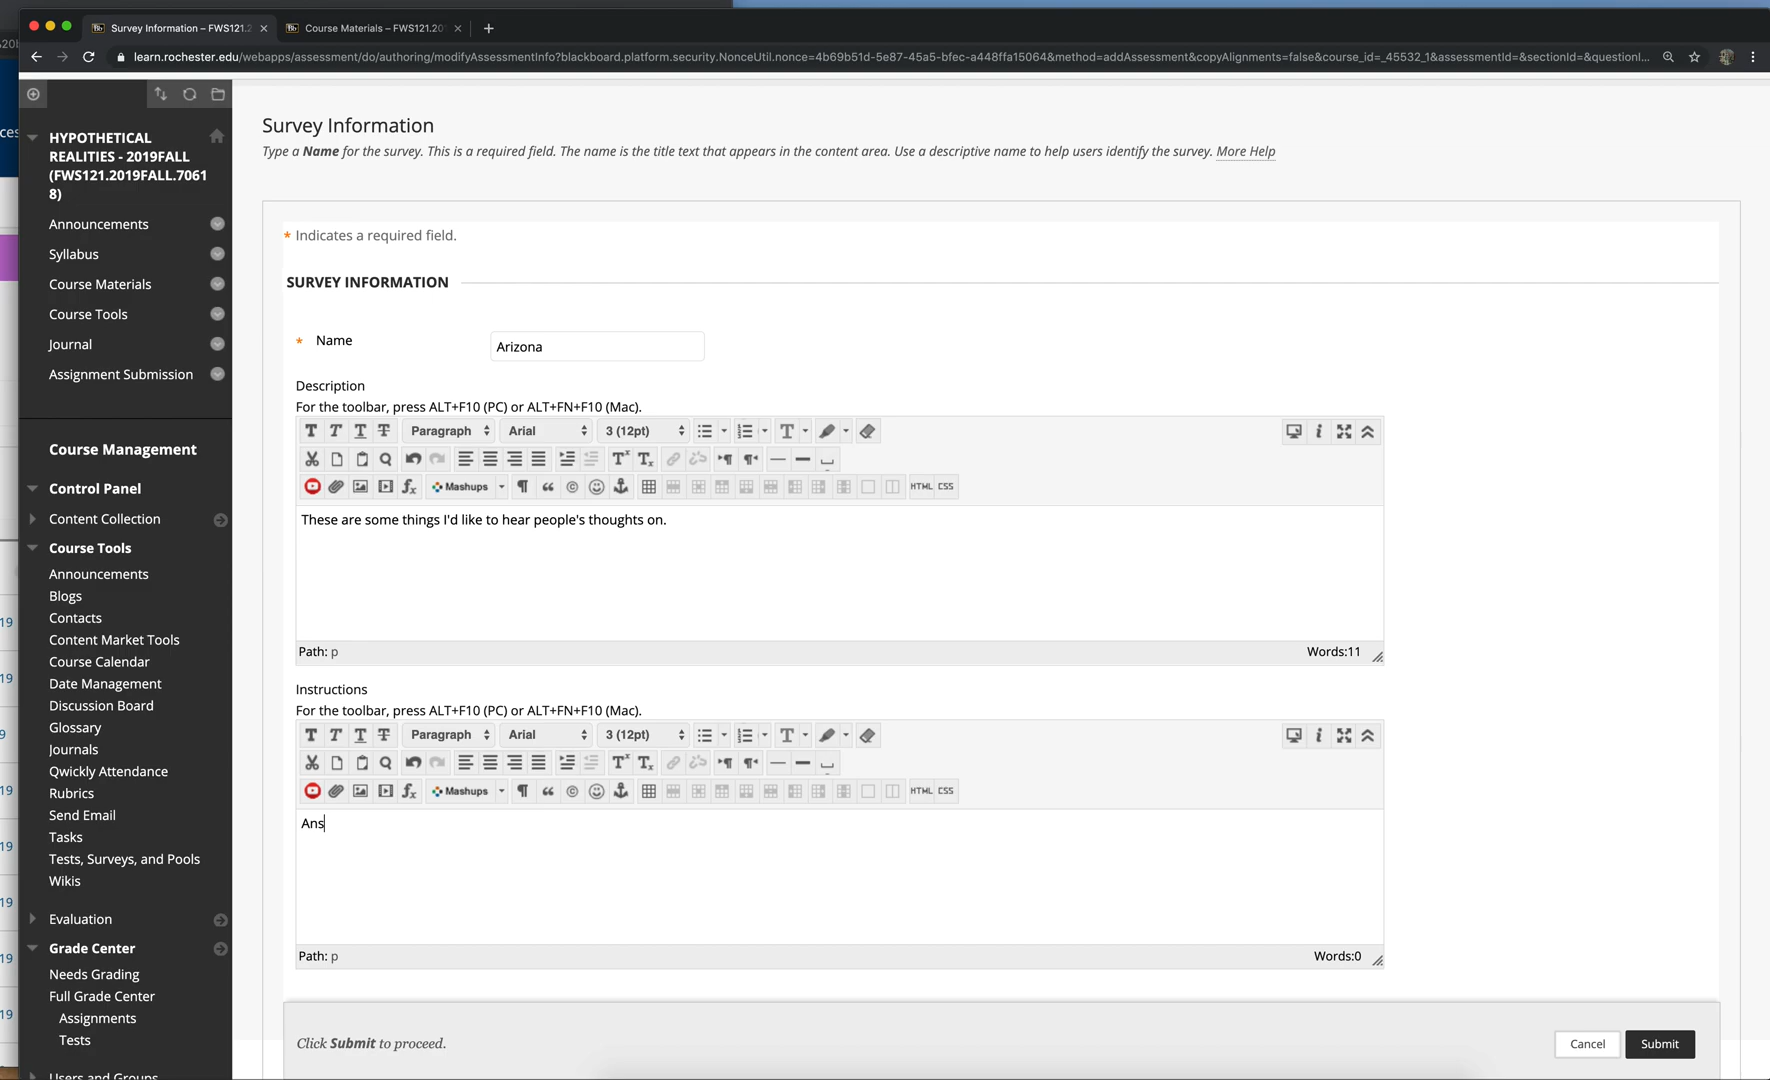 Survey Information – FWS121.2
Course Materials – FWS121.20
learn.rochester.edu/webapps/assessment/do/authoring/modifyAssessmentInfo?blackboard.platform.security.NonceUtil.nonce=4b69b51d-5e87-45a5-bfec-a448ffa15064&method=addAssessment&copyAlignments=false&course_id=_45532_1&assessmentId=&sectionId=&questionI...
HYPOTHETICAL
REALITIES - 2019FALL
(FWS121.2019FALL.7061
8)
Announcements
Syllabus
Course Materials
Course Tools
Journal
Assignment Submission
Course Management
Control Panel
Content Collection
Course Tools
Announcements
Blogs
Contacts
Content Market Tools
Course Calendar
Date Management
Discussion Board
Glossary
Journals
Qwickly Attendance
Rubrics
Send Email
Tasks
Tests, Surveys, and Pools
Wikis
Evaluation
Grade Center
Needs Grading
Full Grade Center
Assignments
Tests
Users and Groups
Survey Information
Type a Name for the survey. This is a required field. The name is the title text that appears in the content area. Use a descriptive name to help users identify the survey. More Help
* Indicates a required field.
SURVEY INFORMATION
* Name
Arizona
Description
For the toolbar, press ALT+F10 (PC) or ALT+FN+F10 (Mac).
T T T T Paragraph Arial 3 (12pt)
Mashups HTML CSS
These are some things I'd like to hear people's thoughts on.
Path: p Words:11
Instructions
For the toolbar, press ALT+F10 (PC) or ALT+FN+F10 (Mac).
T T T T Paragraph Arial 3 (12pt)
Mashups HTML CSS
Ans
Path: p Words:0
Click Submit to proceed.
Cancel Submit